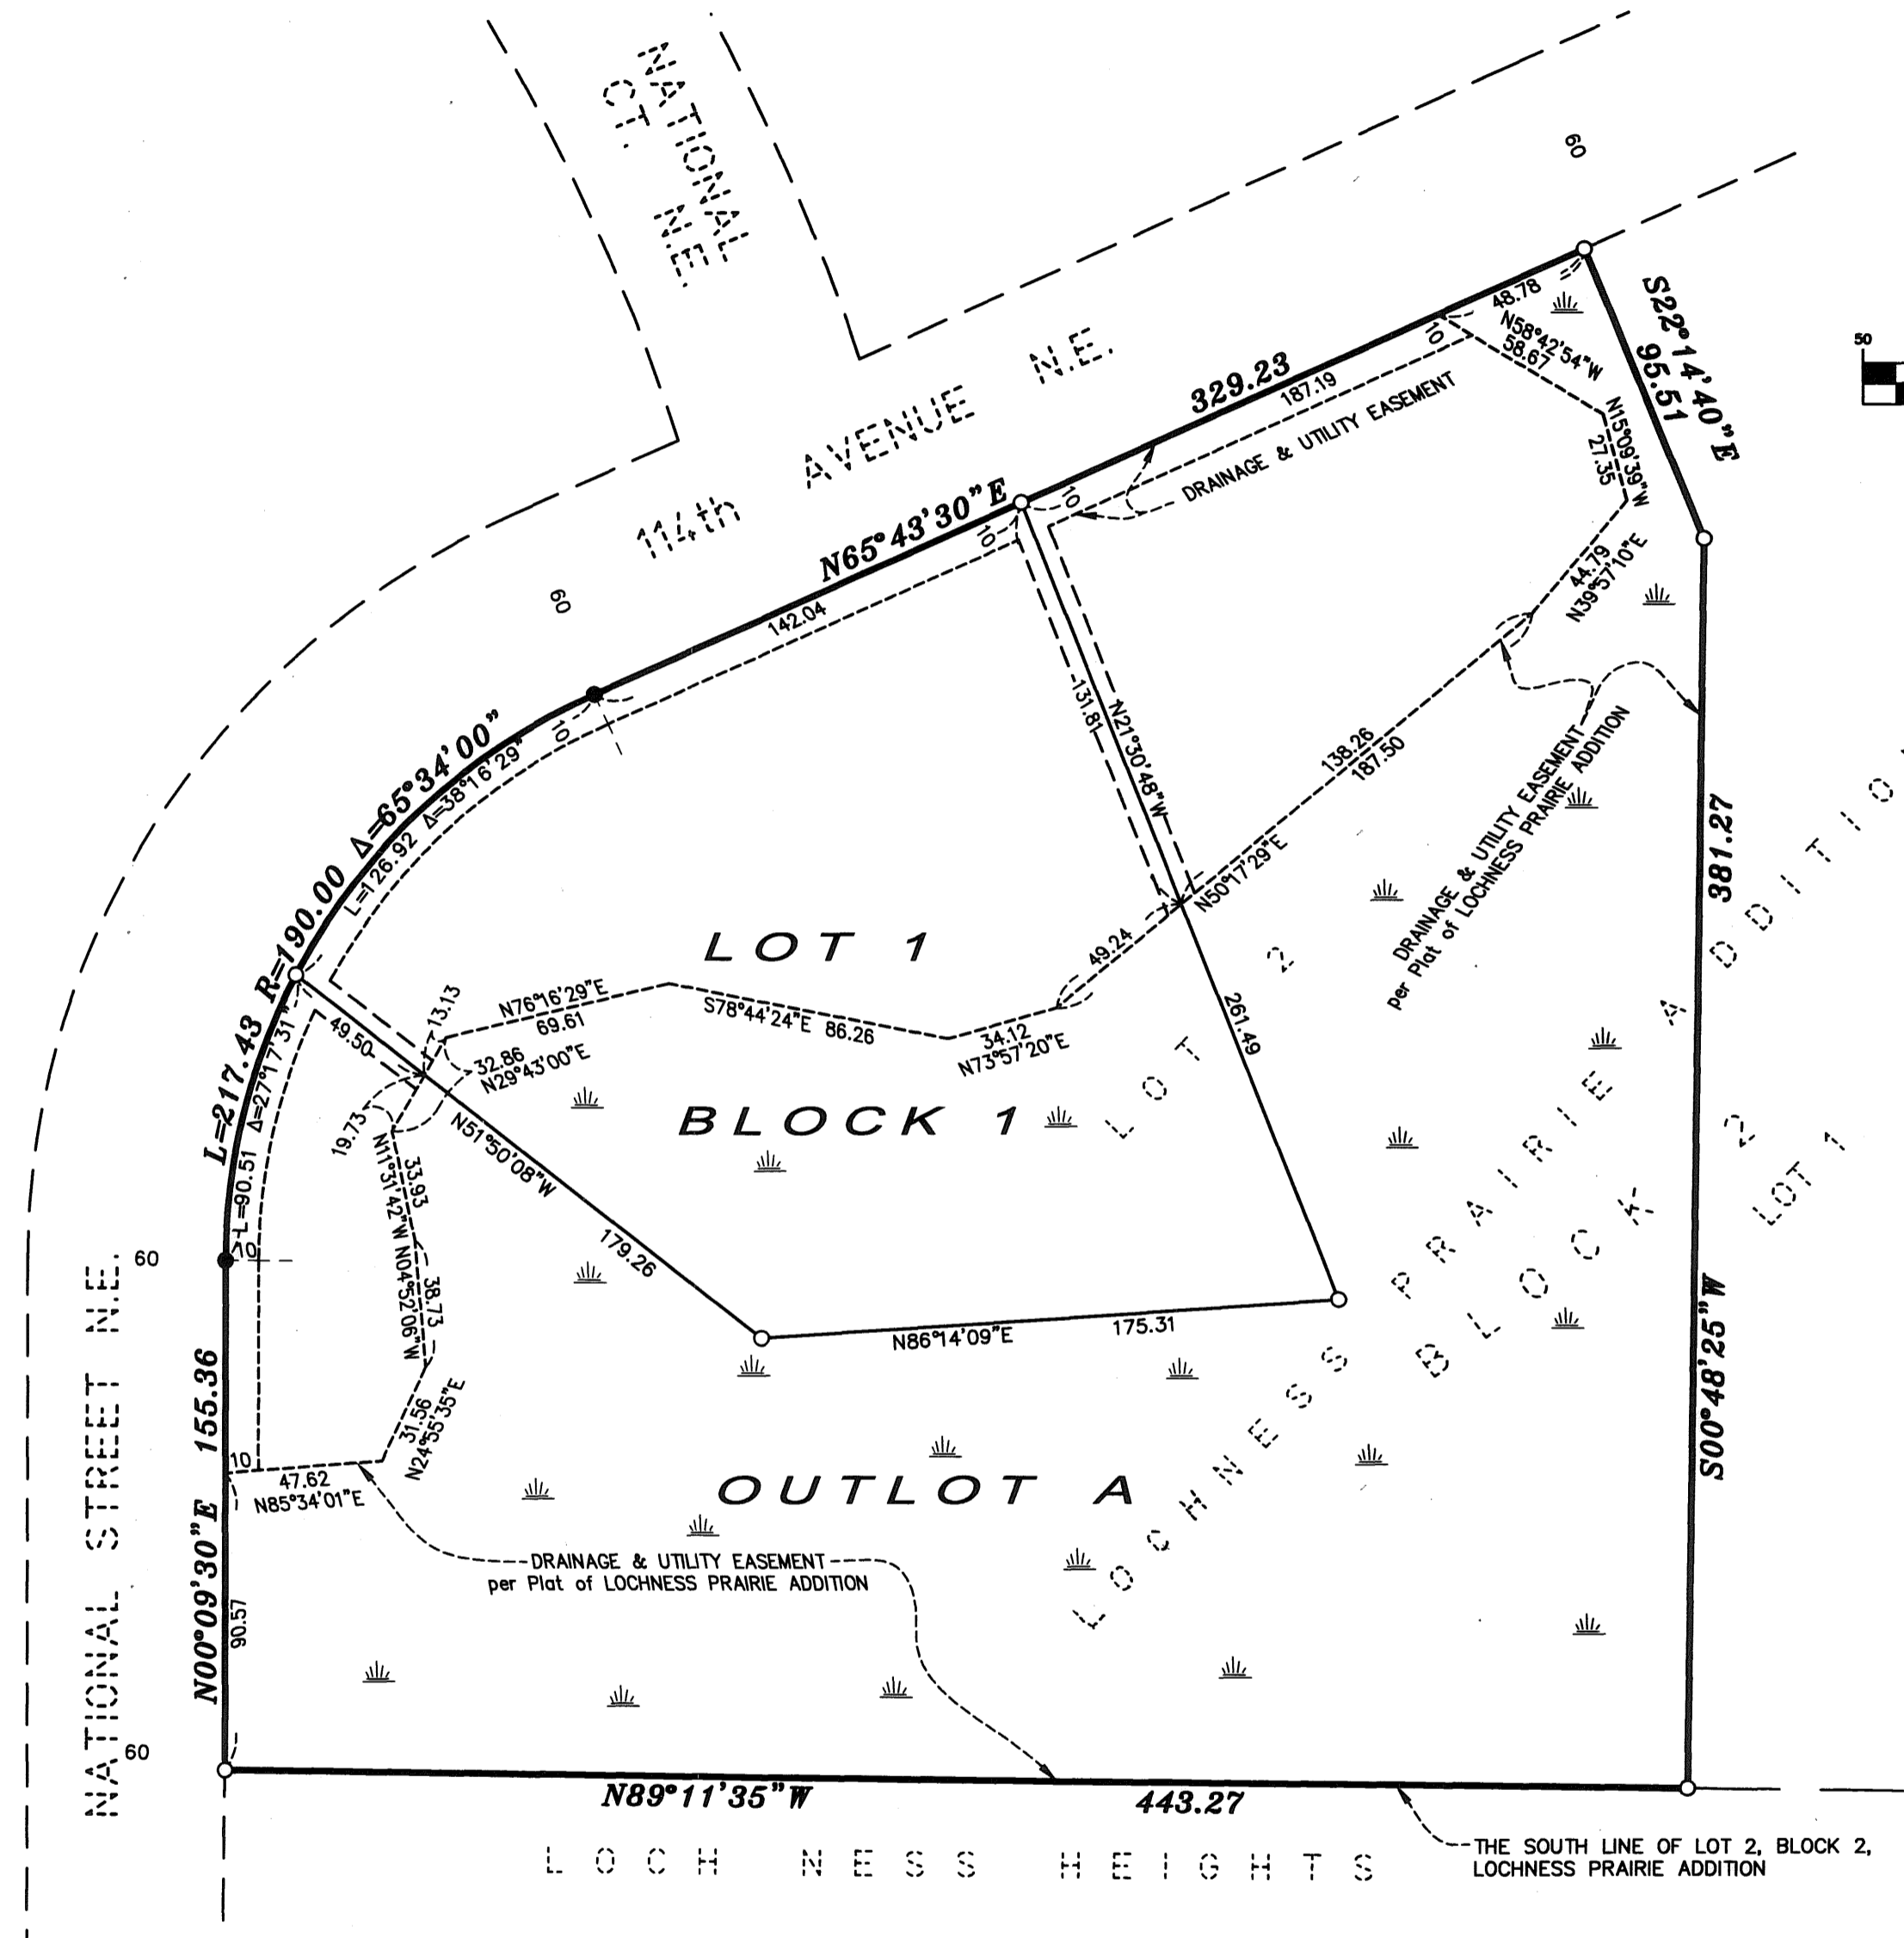 NATIONAL
CT. N.E.
60
50
48.78
S22°14'40"E
95.51
N58°42'54"W
58.67
10
329.23
187.19
DRAINAGE & UTILITY EASEMENT
N15°09'39"W
27.35
114th AVENUE N.E.
N65°43'30"E
10
10
44.79
N39°57'10"E
60
142.04
131.81
N21°30'48"W
138.26
187.50
DRAINAGE & UTILITY EASEMENT
per Plat of LOCHNESS PRAIRIE ADDITION
10
L=217.43 R=190.00 Δ=65°34'00"
L=126.92 Δ=38°16'29"
381.27
N50°17'29"E
LOT 1
49.24
LOT 2
N76°16'29"E
69.61
S78°44'24"E 86.26
34.12
N73°57'20"E
261.49
13.13
49.50
32.86
N29°43'00"E
L=90.51 Δ=27°17'31"
19.73
BLOCK 1
N51°50'08"W
179.26
33.93
N11°31'42"W
N04°52'06"W
38.73
LOCHNESS PRAIRIE ADDITIO
BLOCK 2
LOT 1
60
10
N86°14'09"E 175.31
31.56
N24°55'35"E
S00°48'25"W
N00°09'30"E 155.36
10
47.62
N85°34'01"E
OUTLOT A
NATIONAL STREET N.E.
DRAINAGE & UTILITY EASEMENT
per Plat of LOCHNESS PRAIRIE ADDITION
90.57
60
N89°11'35"W 443.27
THE SOUTH LINE OF LOT 2, BLOCK 2,
LOCHNESS PRAIRIE ADDITION
LOCH NESS HEIGHTS